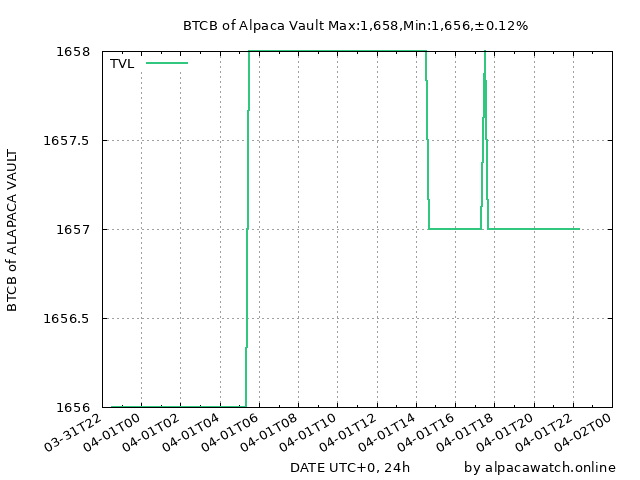 BTCB of Alpaca Vault Max:1,658,Min:1,656,±0.12%
TVL
1658
1657.5
1657
1656.5
1656
BTCB of ALAPACA VAULT
03-31T22
04-01T00
04-01T02
04-01T04
04-01T06
04-01T08
04-01T10
04-01T12
04-01T14
04-01T16
04-01T18
04-01T20
04-01T22
04-02T00
DATE UTC+0, 24h
by alpacawatch.online